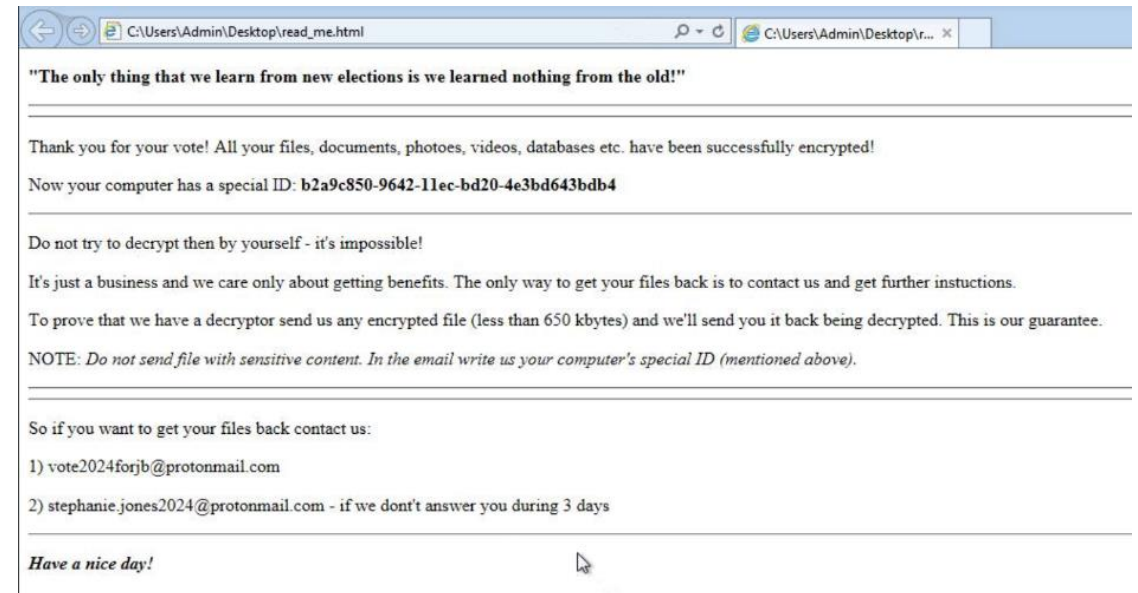 C:\Users\Admin\Desktop\read_me.html
C:\Users\Admin\Desktop\r...
"The only thing that we learn from new elections is we learned nothing from the old!"
Thank you for your vote! All your files, documents, photoes, videos, databases etc. have been successfully encrypted!
Now your computer has a special ID: b2a9c850-9642-11ec-bd20-4e3bd643bdb4
Do not try to decrypt then by yourself - it's impossible!
It's just a business and we care only about getting benefits. The only way to get your files back is to contact us and get further instuctions.
To prove that we have a decryptor send us any encrypted file (less than 650 kbytes) and we'll send you it back being decrypted. This is our guarantee.
NOTE: Do not send file with sensitive content. In the email write us your computer's special ID (mentioned above).
So if you want to get your files back contact us:
1) vote2024forjb@protonmail.com
2) stephanie.jones2024@protonmail.com - if we dont't answer you during 3 days
Have a nice day!